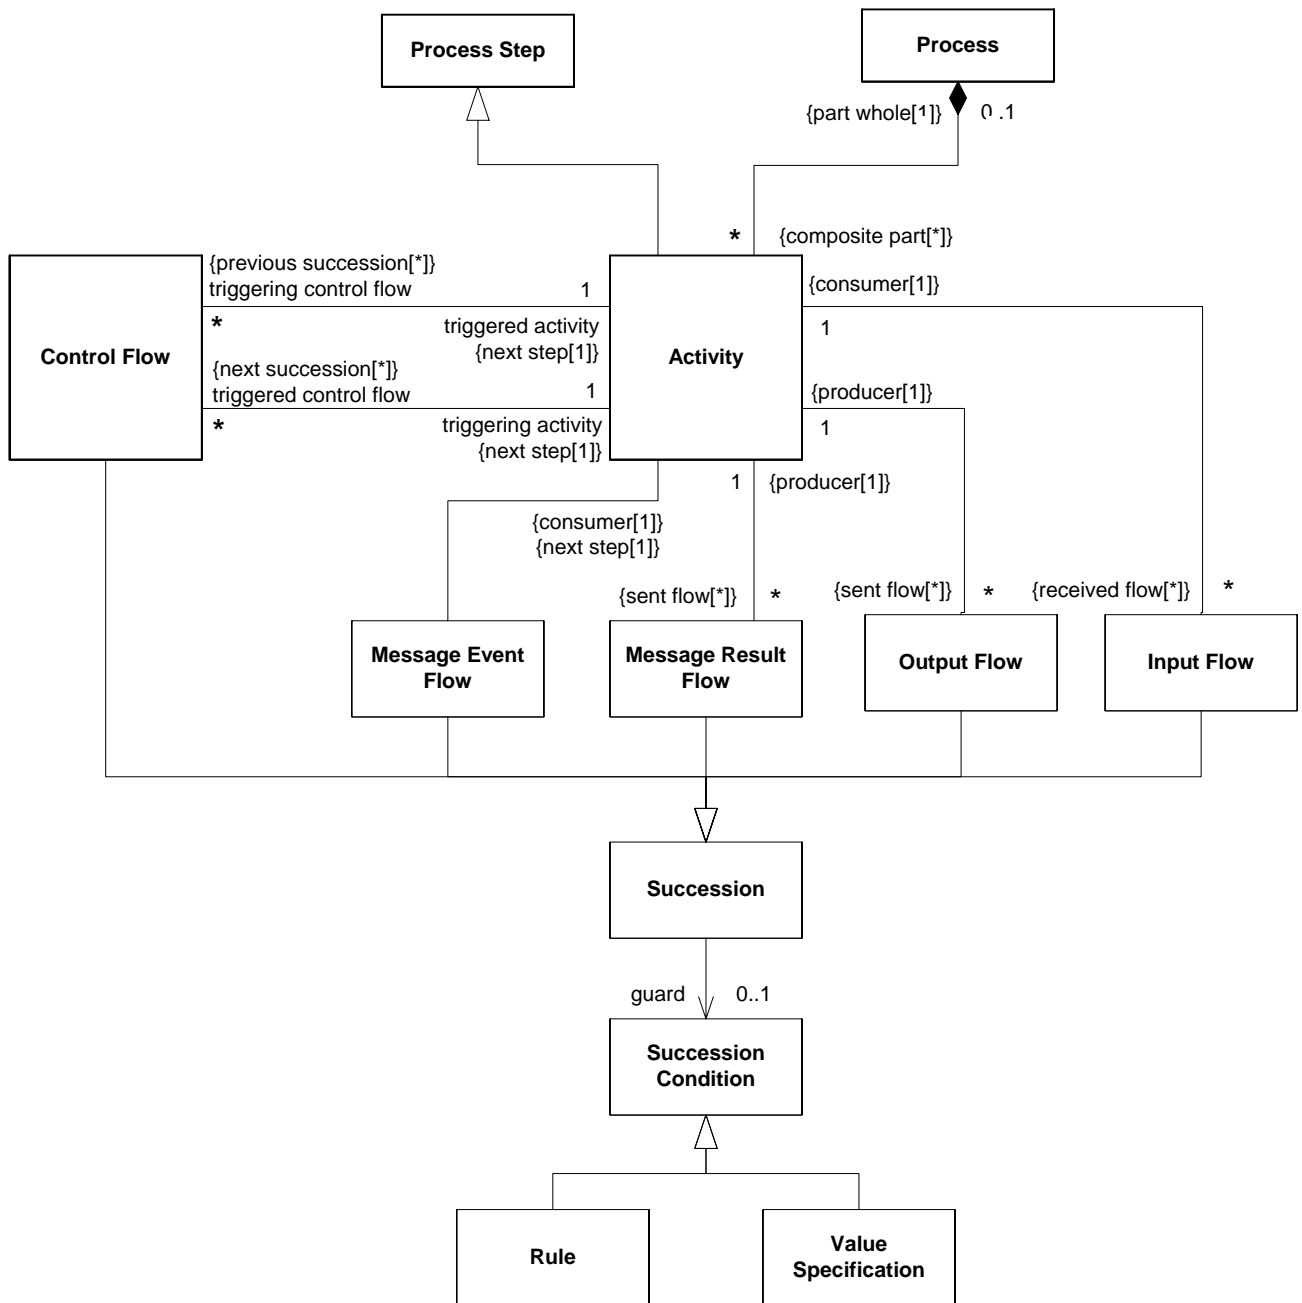 Process Step
Process
{part whole[1]}
0..1
*
{composite part[*]}
{previous succession[*]}
triggering control flow
1
{consumer[1]}
*
triggered activity
1
Control Flow
{next step[1]}
Activity
{next succession[*]}
triggered control flow
1
{producer[1]}
*
triggering activity
1
{next step[1]}
1
{producer[1]}
{consumer[1]}
{next step[1]}
{sent flow[*]}
*
{sent flow[*]}
*
{received flow[*]}
*
Message Event
Flow
Message Result
Flow
Output Flow
Input Flow
Succession
guard
0..1
Succession
Condition
Rule
Value
Specification